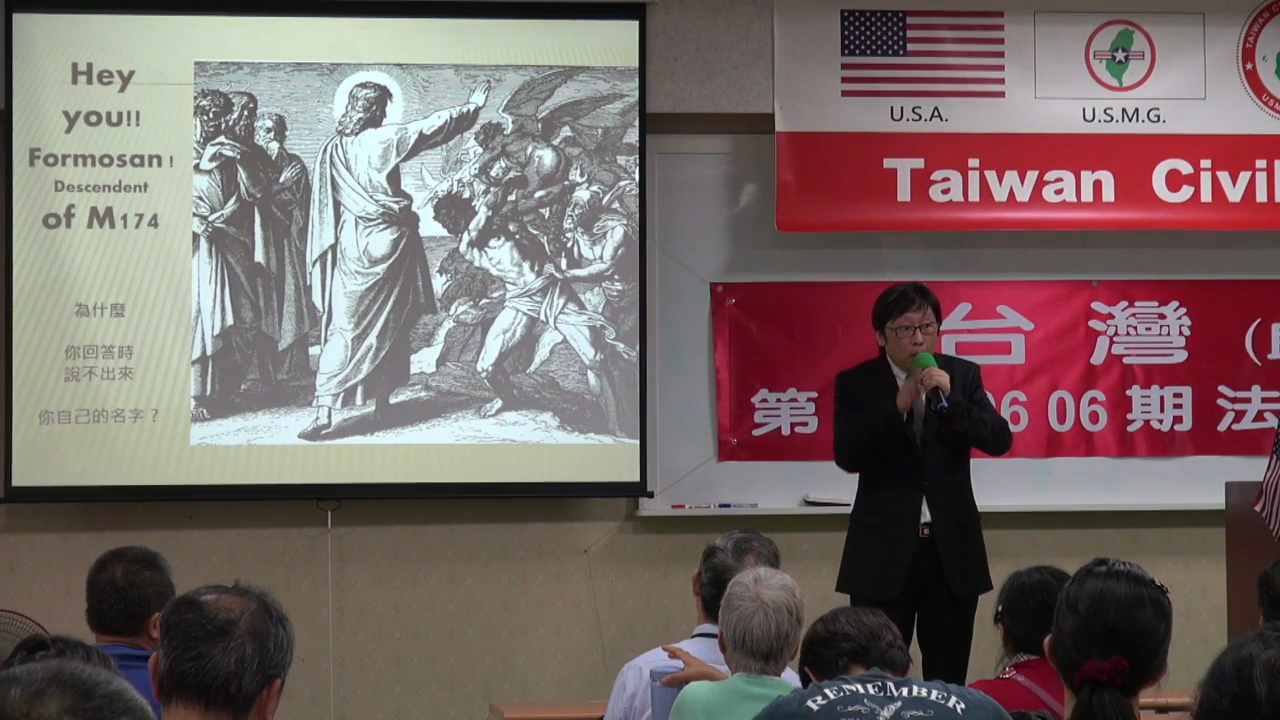 Hey
you!!
Formosan !
Descendent
of M174
為什麼
你回答時
說不出來
你自己的名字？
U.S.A.
U.S.M.G.
TAIWAN
Taiwan Civil
台灣（
第 06 06 期 法
REMEMBER